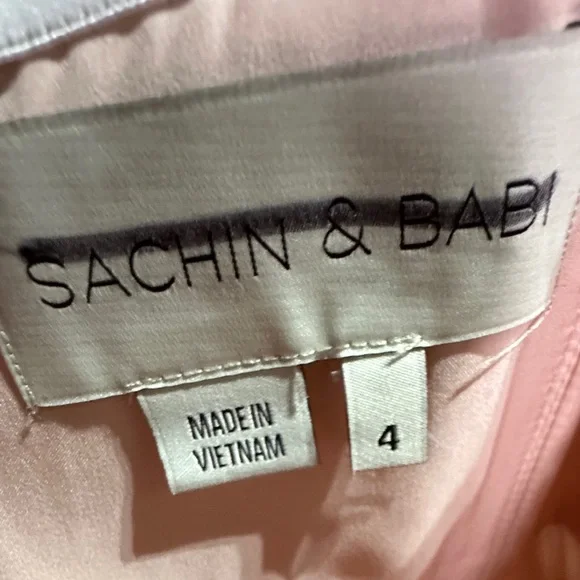 SACHIN & BABI
MADE IN
VIETNAM
4